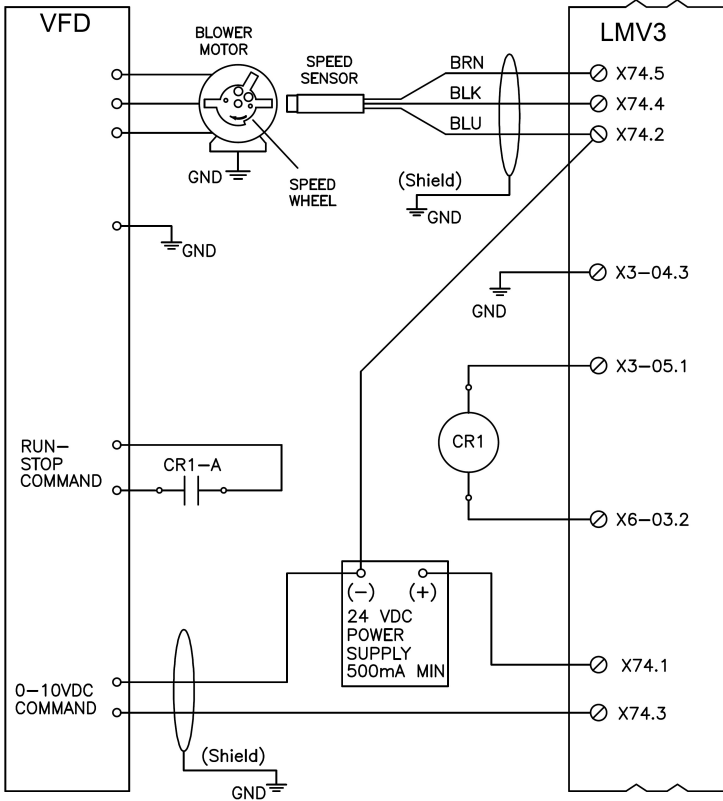 VFD
LMV3
BLOWER
MOTOR
SPEED
SENSOR
BRN
BLK
BLU
X74.5
X74.4
X74.2
GND
SPEED
WHEEL
(Shield)
GND
GND
X3-04.3
GND
X3-05.1
RUN-
STOP
COMMAND
CR1-A
CR1
X6-03.2
(-)
(+)
24 VDC
POWER
SUPPLY
500mA MIN
X74.1
0-10VDC
COMMAND
X74.3
(Shield)
GND